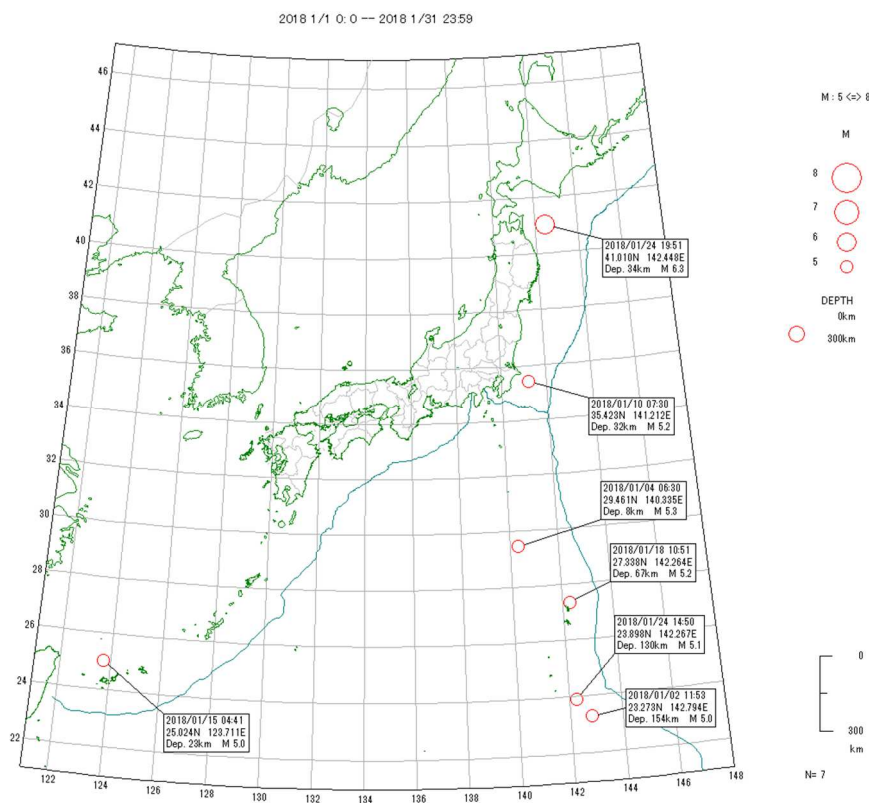 2018 1/1 0: 0 -- 2018 1/31 23:59
46
44
42
40
38
36
34
32
30
28
26
24
22
122
124
126
128
130
132
134
136
138
140
142
144
146
148
2018/01/24 19:51
41.010N 142.448E
Dep. 34km M 6.3
2018/01/10 07:30
35.423N 141.212E
Dep. 32km M 5.2
2018/01/04 06:30
29.461N 140.335E
Dep. 8km M 5.3
2018/01/18 10:51
27.338N 142.264E
Dep. 67km M 5.2
2018/01/24 14:50
23.898N 142.267E
Dep. 130km M 5.1
2018/01/02 11:53
23.273N 142.794E
Dep. 154km M 5.0
2018/01/15 04:41
25.024N 123.711E
Dep. 23km M 5.0
M : 5 <=> 8
M
8
7
6
5
DEPTH
0km
300km
0
300
km
N= 7